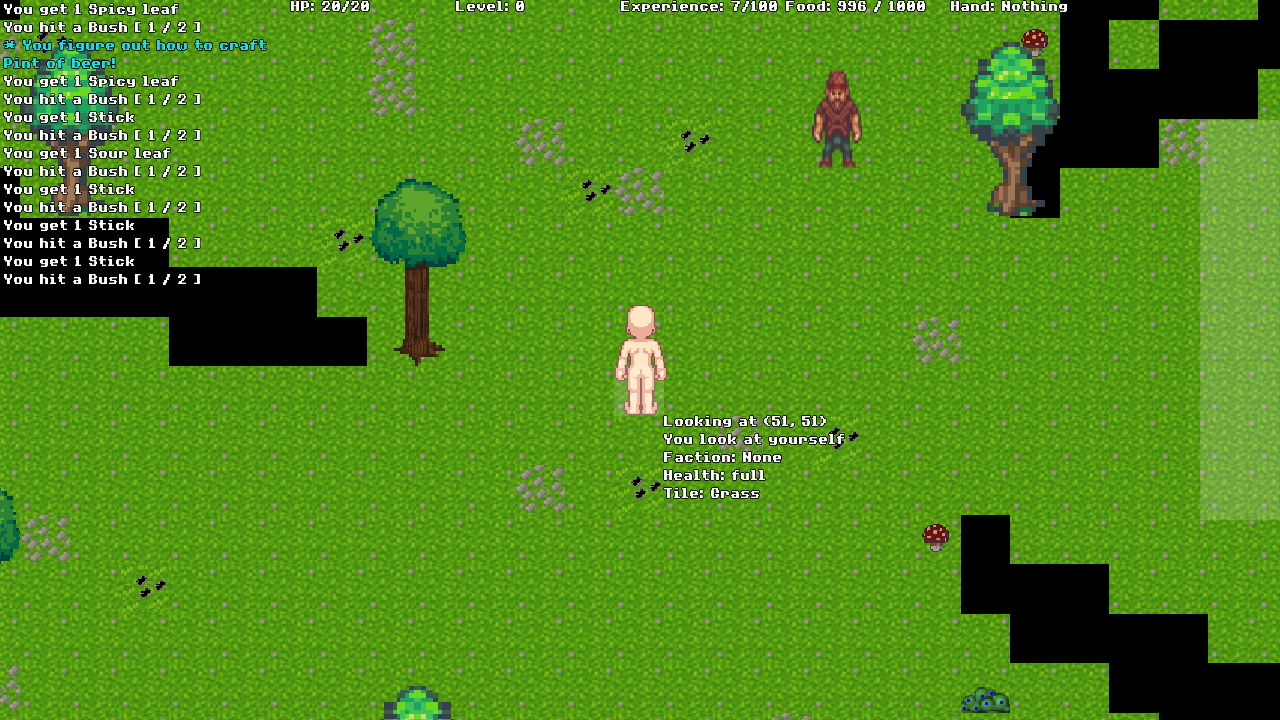 HP: 20/20 Level: 0 Experience: 7/100 Food: 996 / 1000 Hand: Nothing
You get 1 Spicy leaf
You hit a Bush [ 1 / 2 ]
* You figure out how to craft
Pint of beer!
You get 1 Spicy leaf
You hit a Bush [ 1 / 2 ]
You get 1 Stick
You hit a Bush [ 1 / 2 ]
You get 1 Sour leaf
You hit a Bush [ 1 / 2 ]
You get 1 Stick
You hit a Bush [ 1 / 2 ]
You get 1 Stick
You hit a Bush [ 1 / 2 ]
You get 1 Stick
You hit a Bush [ 1 / 2 ]
Looking at (51, 51)
You look at yourself
Faction: None
Health: full
Tile: Grass